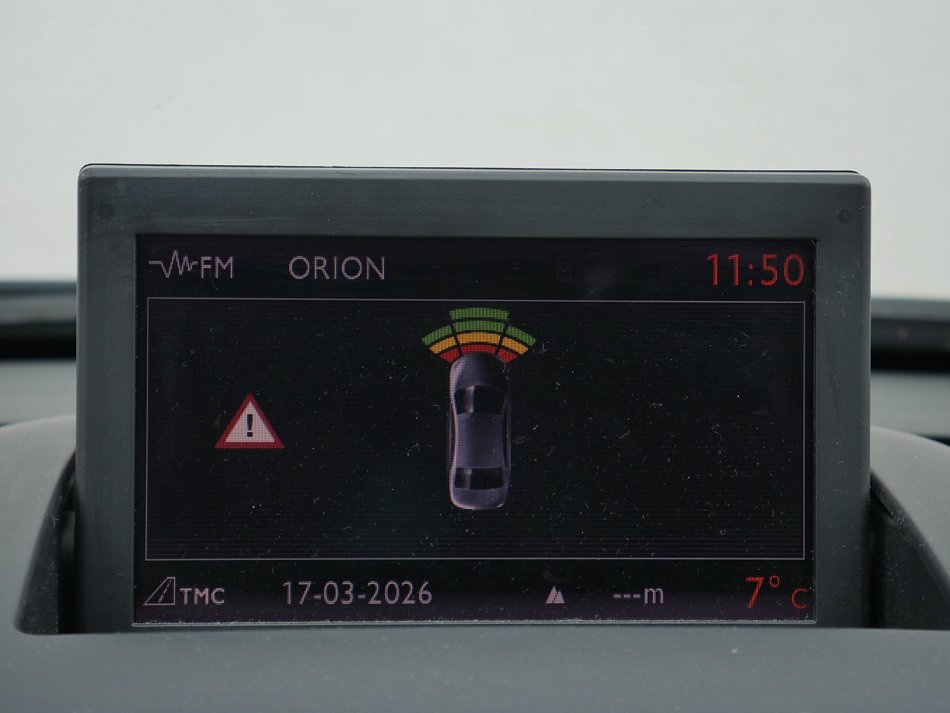 FM ORION 11:50
!
TMC 17-03-2026 ---m 7° C